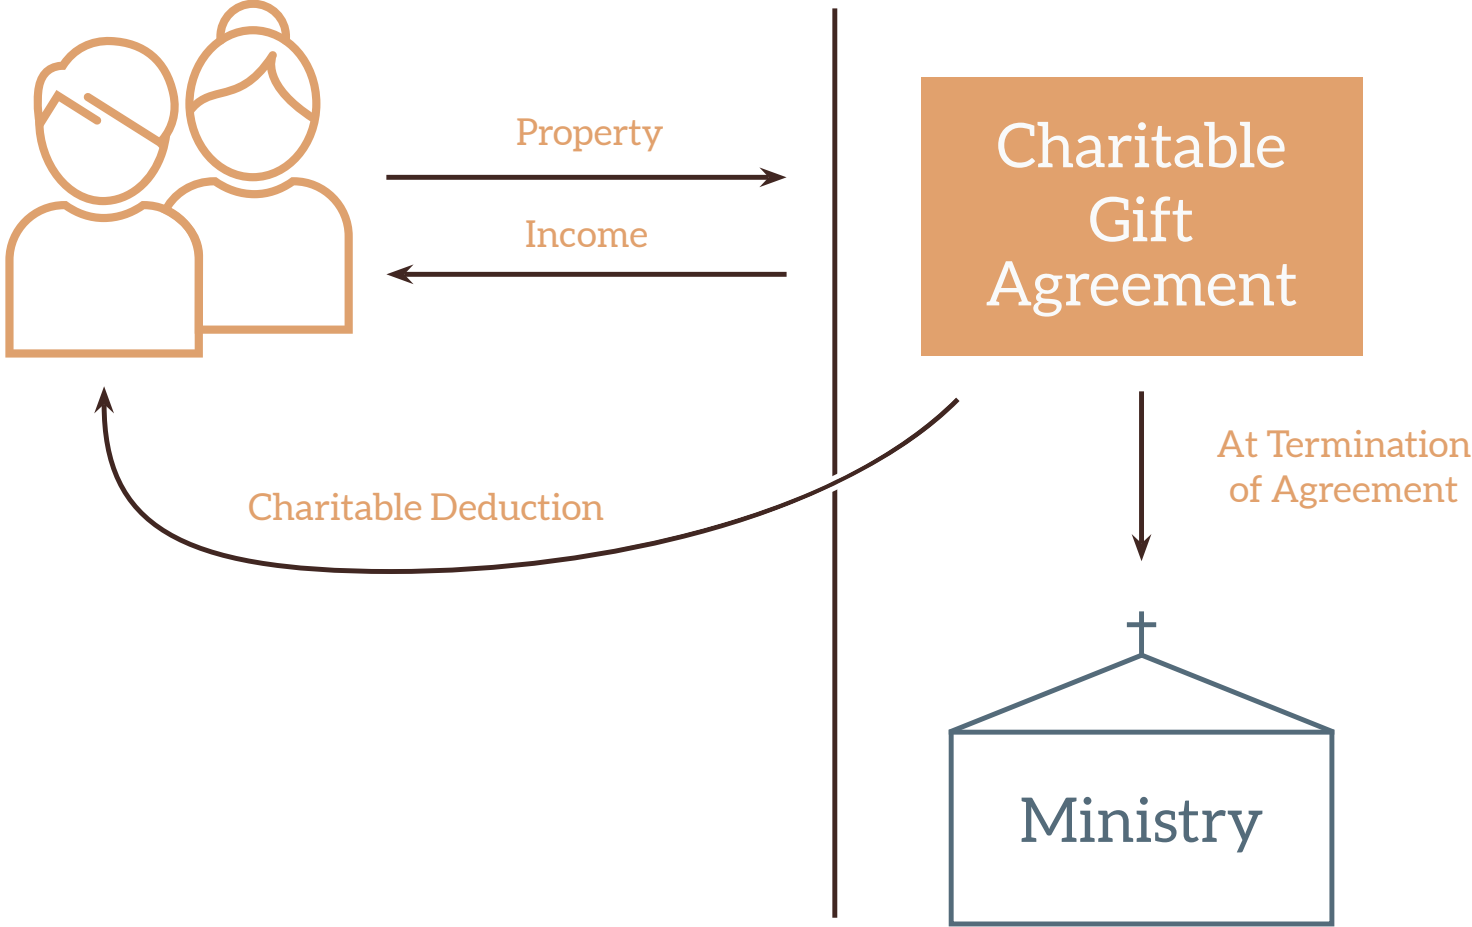 Property
Income
Charitable
Gift
Agreement
Charitable Deduction
At Termination
of Agreement
Ministry